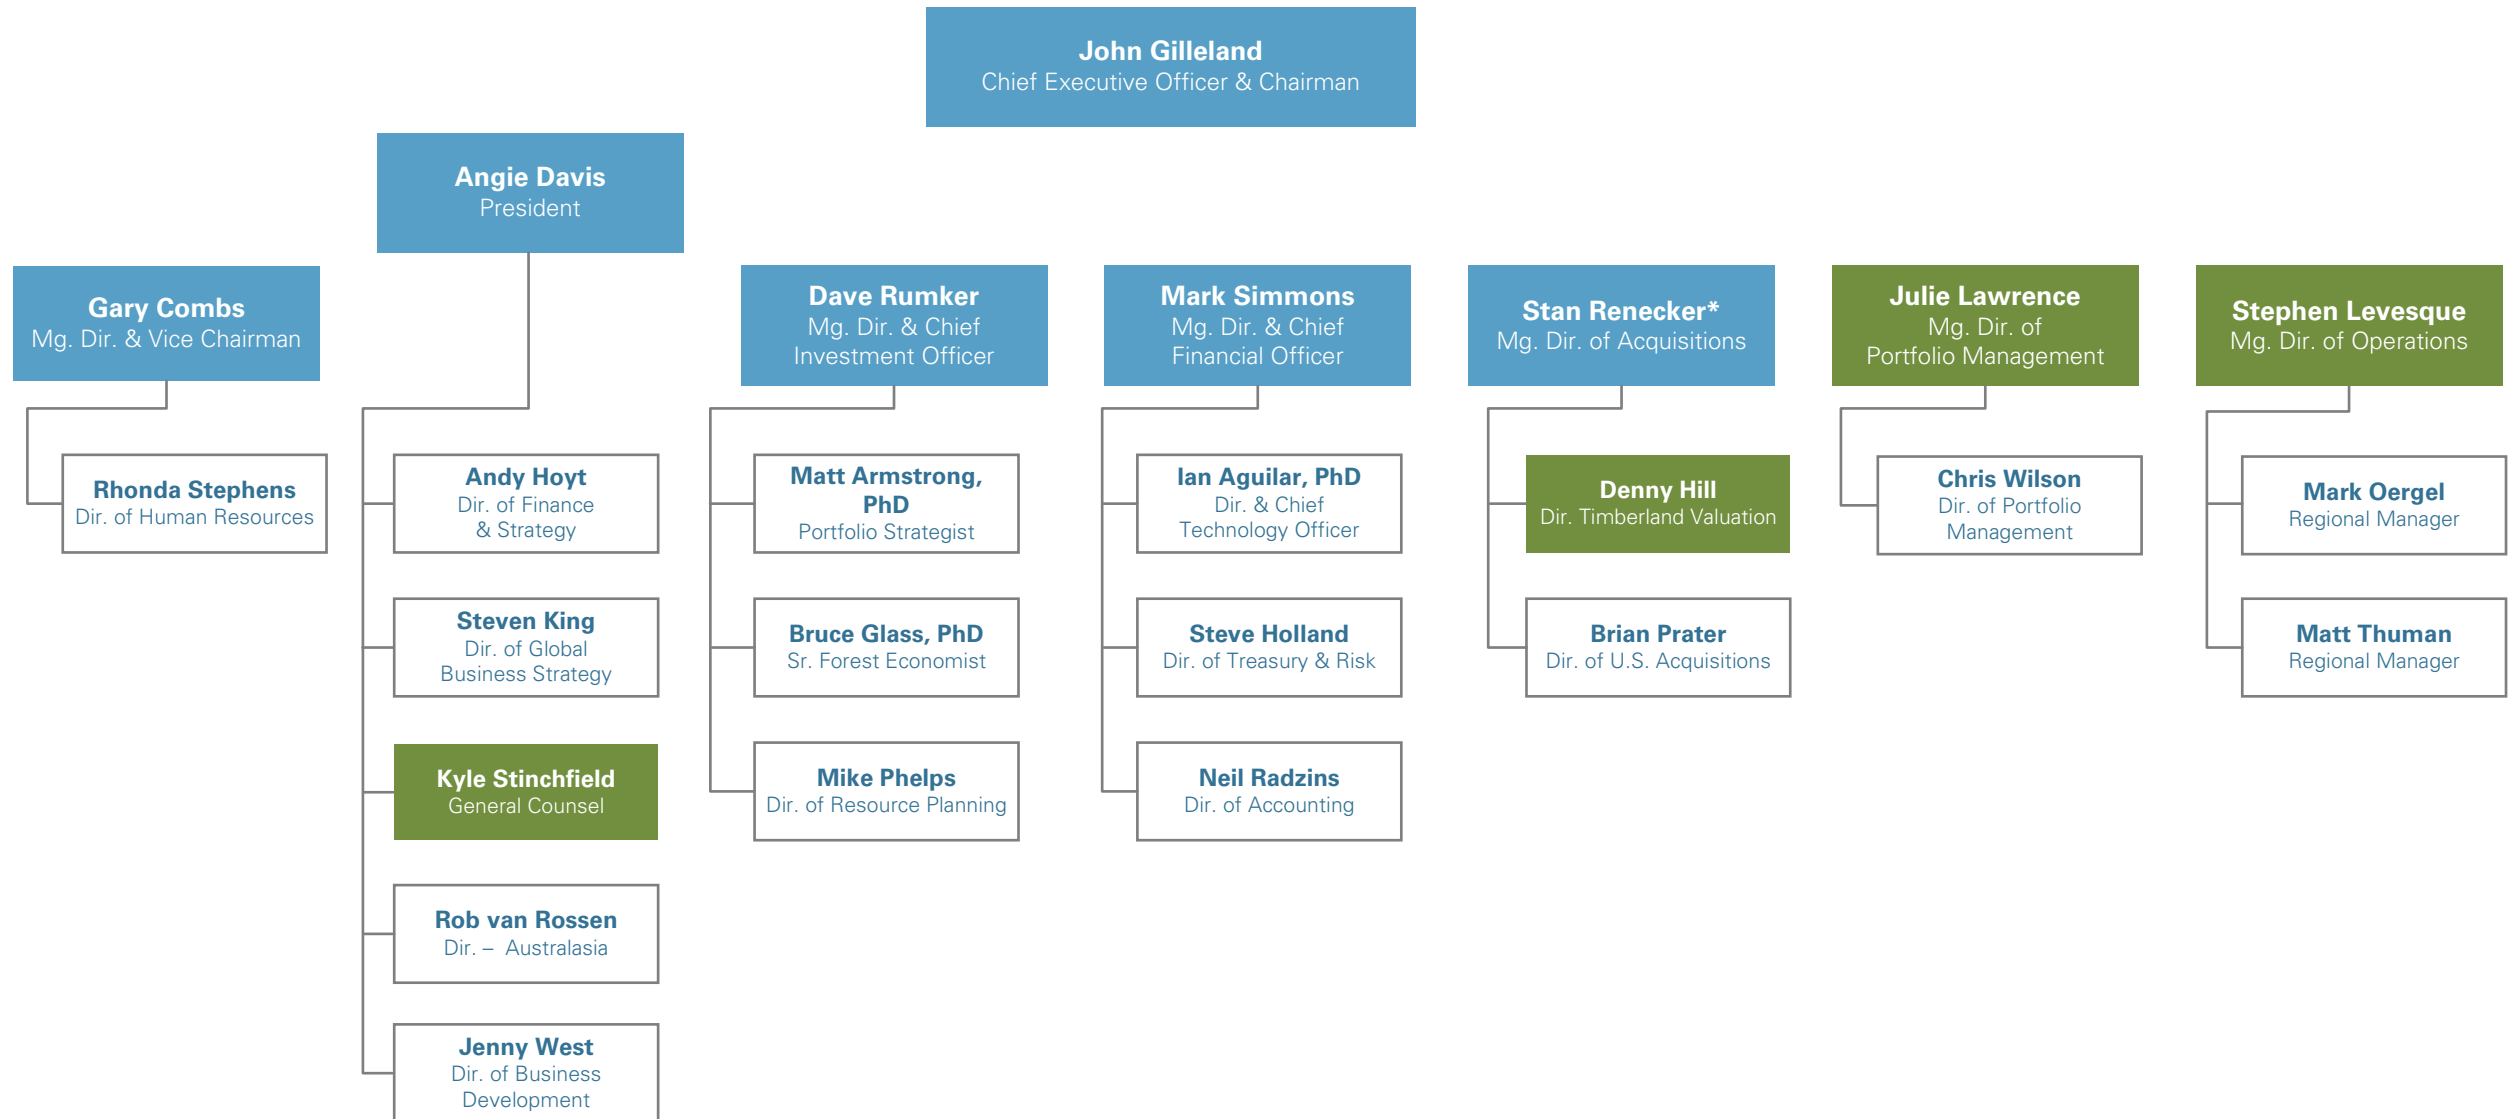 John Gilleland
Chief Executive Officer & Chairman
Angie Davis
President
Gary Combs
Mg. Dir. & Vice Chairman
Dave Rumker
Mg. Dir. & Chief
Investment Officer
Mark Simmons
Mg. Dir. & Chief
Financial Officer
Stan Renecker*
Mg. Dir. of Acquisitions
Julie Lawrence
Mg. Dir. of
Portfolio Management
Stephen Levesque
Mg. Dir. of Operations
Rhonda Stephens
Dir. of Human Resources
Andy Hoyt
Dir. of Finance
& Strategy
Steven King
Dir. of Global
Business Strategy
Kyle Stinchfield
General Counsel
Rob van Rossen
Dir. – Australasia
Jenny West
Dir. of Business
Development
Matt Armstrong,
PhD
Portfolio Strategist
Bruce Glass, PhD
Sr. Forest Economist
Mike Phelps
Dir. of Resource Planning
Ian Aguilar, PhD
Dir. & Chief
Technology Officer
Steve Holland
Dir. of Treasury & Risk
Neil Radzins
Dir. of Accounting
Denny Hill
Dir. Timberland Valuation
Brian Prater
Dir. of U.S. Acquisitions
Chris Wilson
Dir. of Portfolio
Management
Mark Oergel
Regional Manager
Matt Thuman
Regional Manager